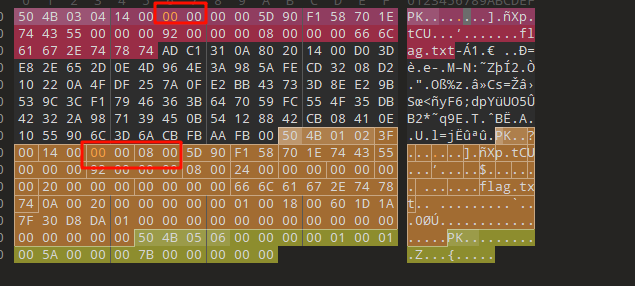 0 1 2 3 4 5 6 7 8 9 A B C D E F 0123456789ABCDEF
50 4B 03 04 14 00 00 00 00 00 5D 90 F1 58 70 1E PK........].ñXp.
74 43 55 00 00 00 92 00 00 00 08 00 00 00 66 6C tCU...’.......fl
61 67 2E 74 78 74 AD C1 31 0A 80 20 14 00 D0 3D ag.txt-Á1.€ ..Ð=
E8 2E 65 2D 0E 4D 96 4E 3A 98 5A FE CD 32 08 D2 è.e-.M–N:˜ZþÍ2.Ò
10 22 0A 4F DF 25 7A 0F E2 BB 43 73 3D 8E E2 9B .".Oß%z.â»Cs=Žâ›
53 9C 3C F1 79 46 36 3B 64 70 59 FC 55 4F 35 DB Sœ<ñyF6;dpYüUO5Û
42 32 2A 98 71 39 45 0B 54 12 88 42 C8 08 41 0E B2*˜q9E.T.ˆBÈ.A.
10 55 90 6C 3D 6A CB FB AA FB 00 50 4B 01 02 3F .U.l=jËûªû.PK..?
00 14 00 00 00 08 00 5D 90 F1 58 70 1E 74 43 55 .......].ñXp.tCU
00 00 00 92 00 00 00 08 00 24 00 00 00 00 00 00 ...’.....$......
00 20 00 00 00 00 00 00 00 66 6C 61 67 2E 74 78 . .......flag.tx
74 0A 00 20 00 00 00 00 00 01 00 18 00 60 1D 1A t.. .........`..
7F 30 D8 DA 01 00 00 00 00 00 00 00 00 00 00 00 .0ØÚ............
00 00 00 00 00 50 4B 05 06 00 00 00 00 01 00 01 .....PK.........
00 5A 00 00 00 7B 00 00 00 00 00 .Z...{.....